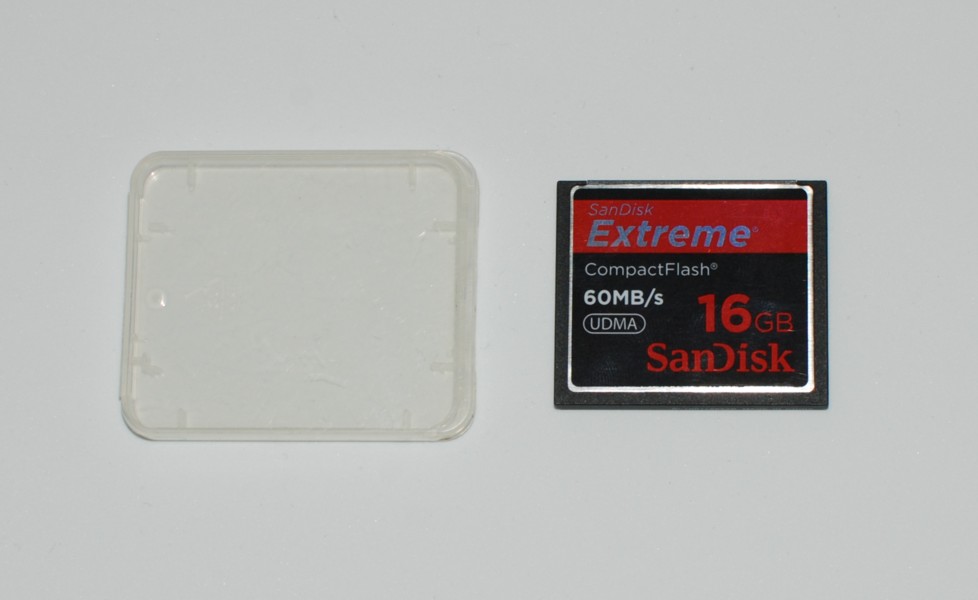 SanDisk
Extreme®
CompactFlash®
60MB/s
UDMA
16GB
SanDisk